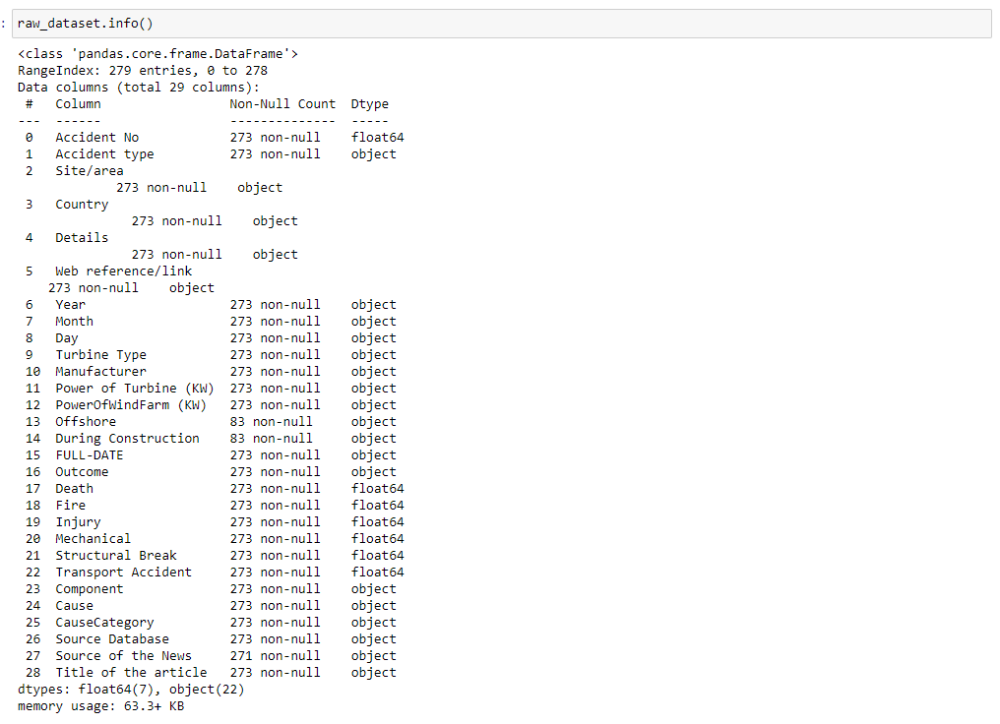 : raw_dataset.info()
<class 'pandas.core.frame.DataFrame'>
RangeIndex: 279 entries, 0 to 278
Data columns (total 29 columns):
 #   Column                 Non-Null Count  Dtype
---  ------                 --------------  -----
 0   Accident No            273 non-null    float64
 1   Accident type          273 non-null    object
 2   Site/area
             273 non-null    object
 3   Country
               273 non-null    object
 4   Details
               273 non-null    object
 5   Web reference/link
    273 non-null    object
 6   Year                   273 non-null    object
 7   Month                  273 non-null    object
 8   Day                    273 non-null    object
 9   Turbine Type           273 non-null    object
 10  Manufacturer           273 non-null    object
 11  Power of Turbine (KW)  273 non-null    object
 12  PowerOfWindFarm (KW)   273 non-null    object
 13  Offshore               83 non-null     object
 14  During Construction    83 non-null     object
 15  FULL-DATE              273 non-null    object
 16  Outcome                273 non-null    object
 17  Death                  273 non-null    float64
 18  Fire                   273 non-null    float64
 19  Injury                 273 non-null    float64
 20  Mechanical             273 non-null    float64
 21  Structural Break       273 non-null    float64
 22  Transport Accident     273 non-null    float64
 23  Component              273 non-null    object
 24  Cause                  273 non-null    object
 25  CauseCategory          273 non-null    object
 26  Source Database        273 non-null    object
 27  Source of the News     271 non-null    object
 28  Title of the article   273 non-null    object
dtypes: float64(7), object(22)
memory usage: 63.3+ KB